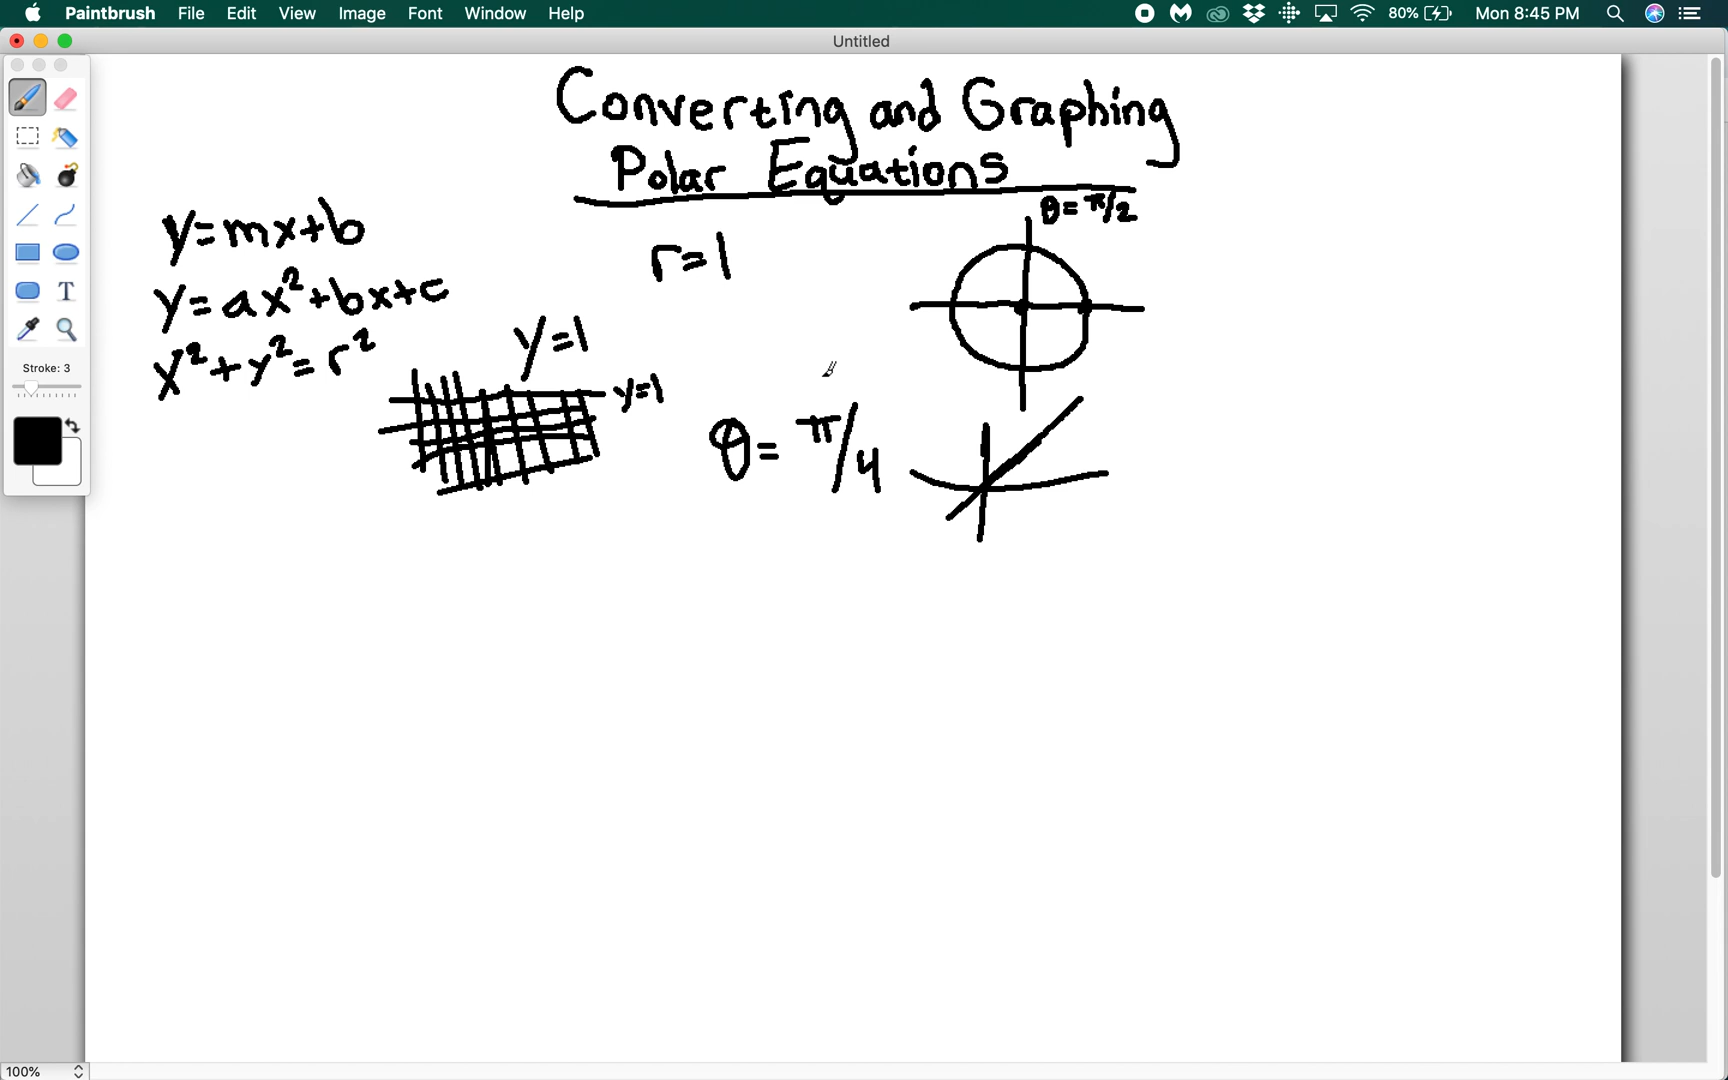 Paintbrush File Edit View Image Font Window Help 80% Mon 8:45 PM
Untitled
Converting and Graphing
Polar Equations
y=mx+b
y=ax²+bx+c
x²+y²=r²
r=1
θ=π/2
y=1
y=1
θ=π/4
T
Stroke: 3
100%